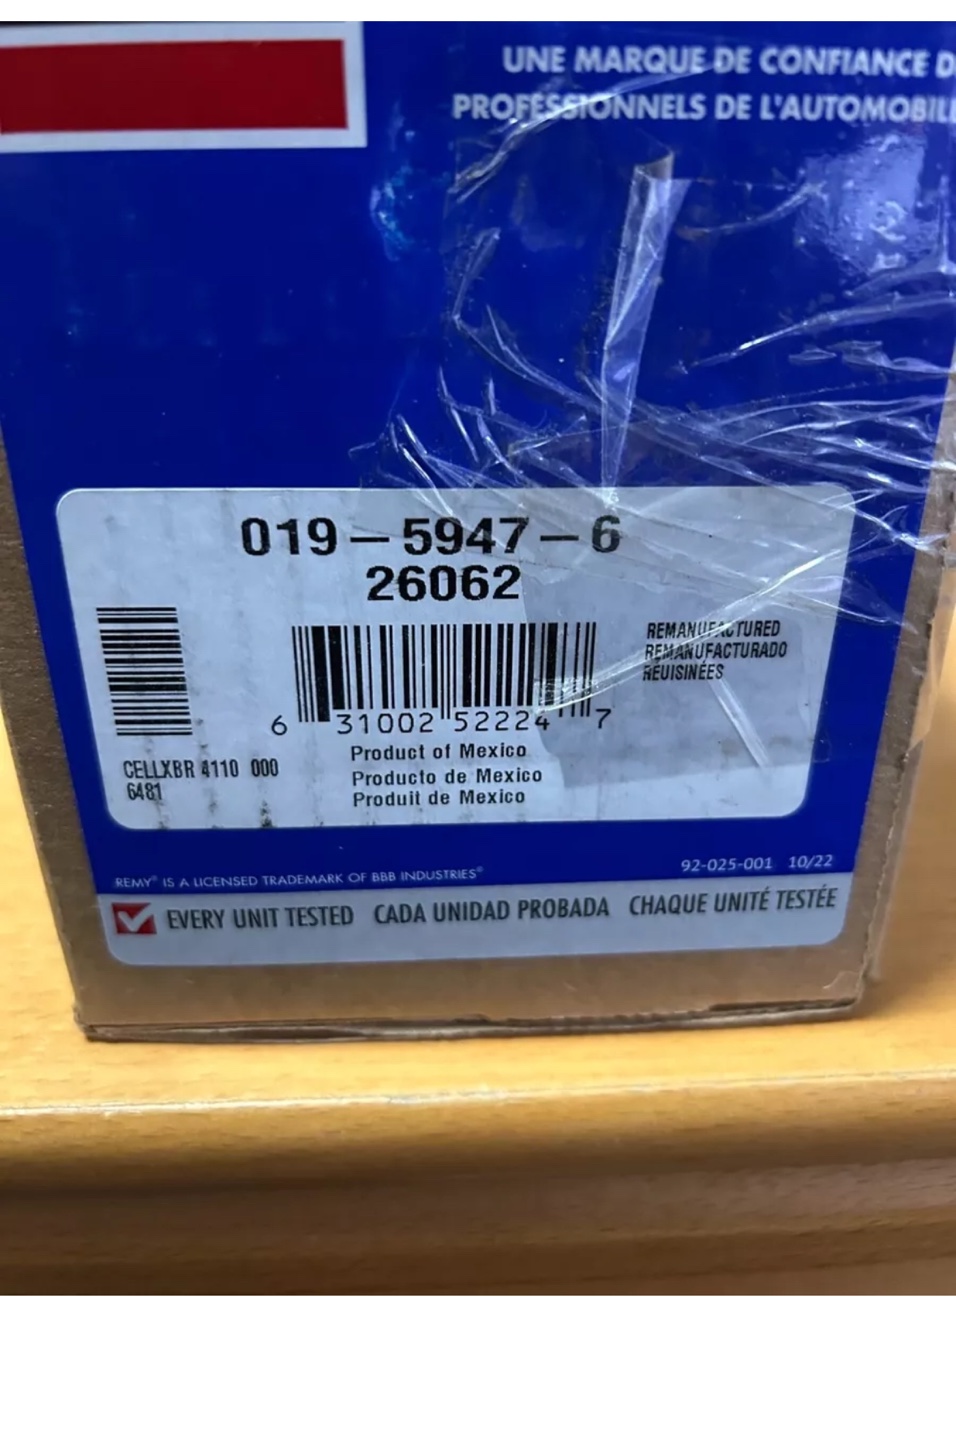 UNE MARQUE DE CONFIANCE D
PROFESSIONNELS DE L'AUTOMOBILE
019 – 5947 – 6
26062
REMANUFACTURED
REMANUFACTURADO
REUISINÉES
6 31002 52224 7
Product of Mexico
Producto de Mexico
Produit de Mexico
CELLXBR 4110 000
6481
92-025-001 10/22
REMY® IS A LICENSED TRADEMARK OF BBB INDUSTRIES®
EVERY UNIT TESTED CADA UNIDAD PROBADA CHAQUE UNITÉ TESTÉE